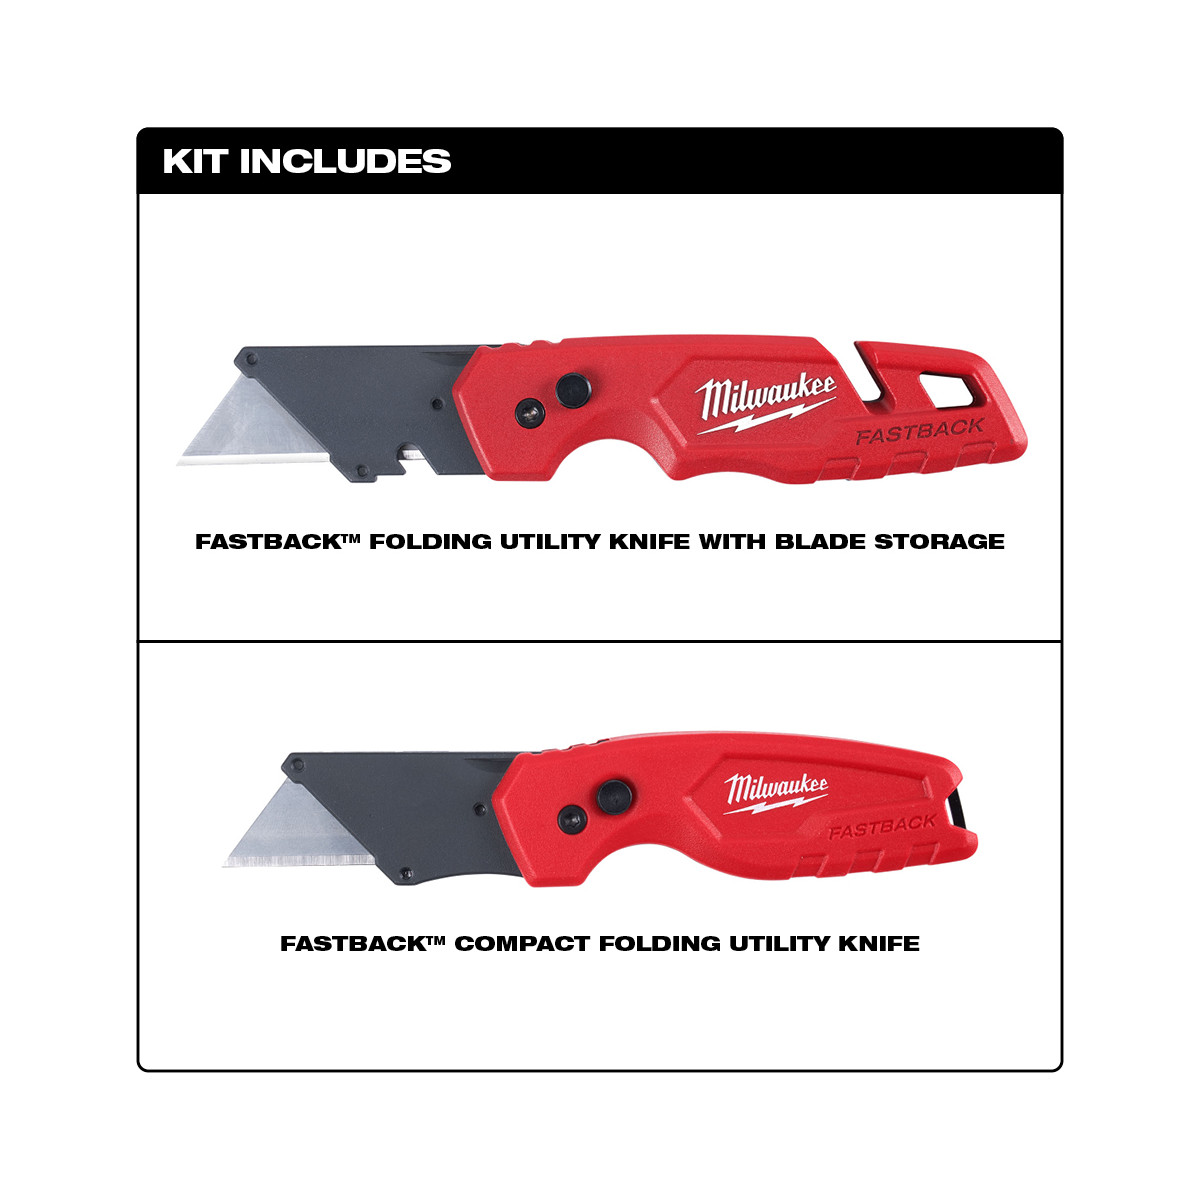 KIT INCLUDES
Milwaukee
FASTBACK
FASTBACK™ FOLDING UTILITY KNIFE WITH BLADE STORAGE
Milwaukee
FASTBACK
FASTBACK™ COMPACT FOLDING UTILITY KNIFE